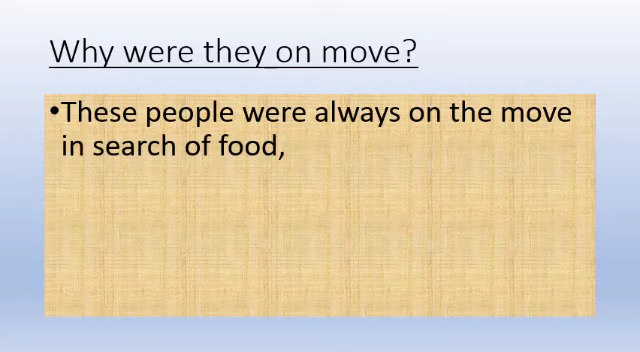 Why were they on move?
•These people were always on the move
in search of food,